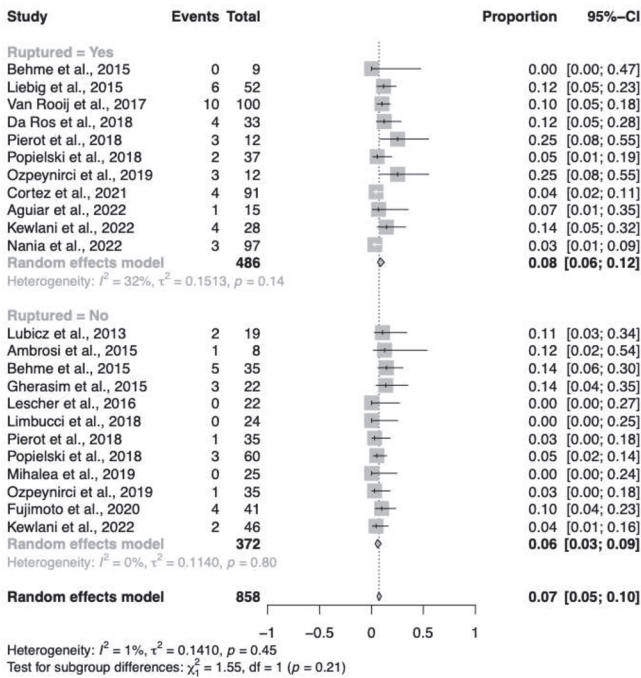 Study Events Total Proportion 95%-CI
Ruptured = Yes
Behme et al., 2015 0 9 0.00 [0.00; 0.47]
Liebig et al., 2015 6 52 0.12 [0.05; 0.23]
Van Rooij et al., 2017 10 100 0.10 [0.05; 0.18]
Da Ros et al., 2018 4 33 0.12 [0.05; 0.28]
Pierot et al., 2018 3 12 0.25 [0.08; 0.55]
Popielski et al., 2018 2 37 0.05 [0.01; 0.19]
Ozpeynirci et al., 2019 3 12 0.25 [0.08; 0.55]
Cortez et al., 2021 4 91 0.04 [0.02; 0.11]
Aguiar et al., 2022 1 15 0.07 [0.01; 0.35]
Kewlani et al., 2022 4 28 0.14 [0.05; 0.32]
Nania et al., 2022 3 97 0.03 [0.01; 0.09]
Random effects model 486 0.08 [0.06; 0.12]
Heterogeneity: I² = 32%, τ² = 0.1513, p = 0.14
Ruptured = No
Lubicz et al., 2013 2 19 0.11 [0.03; 0.34]
Ambrosi et al., 2015 1 8 0.12 [0.02; 0.54]
Behme et al., 2015 5 35 0.14 [0.06; 0.30]
Gherasim et al., 2015 3 22 0.14 [0.04; 0.35]
Lescher et al., 2016 0 22 0.00 [0.00; 0.27]
Limbucci et al., 2018 0 24 0.00 [0.00; 0.25]
Pierot et al., 2018 1 35 0.03 [0.00; 0.18]
Popielski et al., 2018 3 60 0.05 [0.02; 0.14]
Mihalea et al., 2019 0 25 0.00 [0.00; 0.24]
Ozpeynirci et al., 2019 1 35 0.03 [0.00; 0.18]
Fujimoto et al., 2020 4 41 0.10 [0.04; 0.23]
Kewlani et al., 2022 2 46 0.04 [0.01; 0.16]
Random effects model 372 0.06 [0.03; 0.09]
Heterogeneity: I² = 0%, τ² = 0.1140, p = 0.80
Random effects model 858 0.07 [0.05; 0.10]
−1 −0.5 0 0.5 1
Heterogeneity: I² = 1%, τ² = 0.1410, p = 0.45
Test for subgroup differences: χ²₁ = 1.55, df = 1 (p = 0.21)